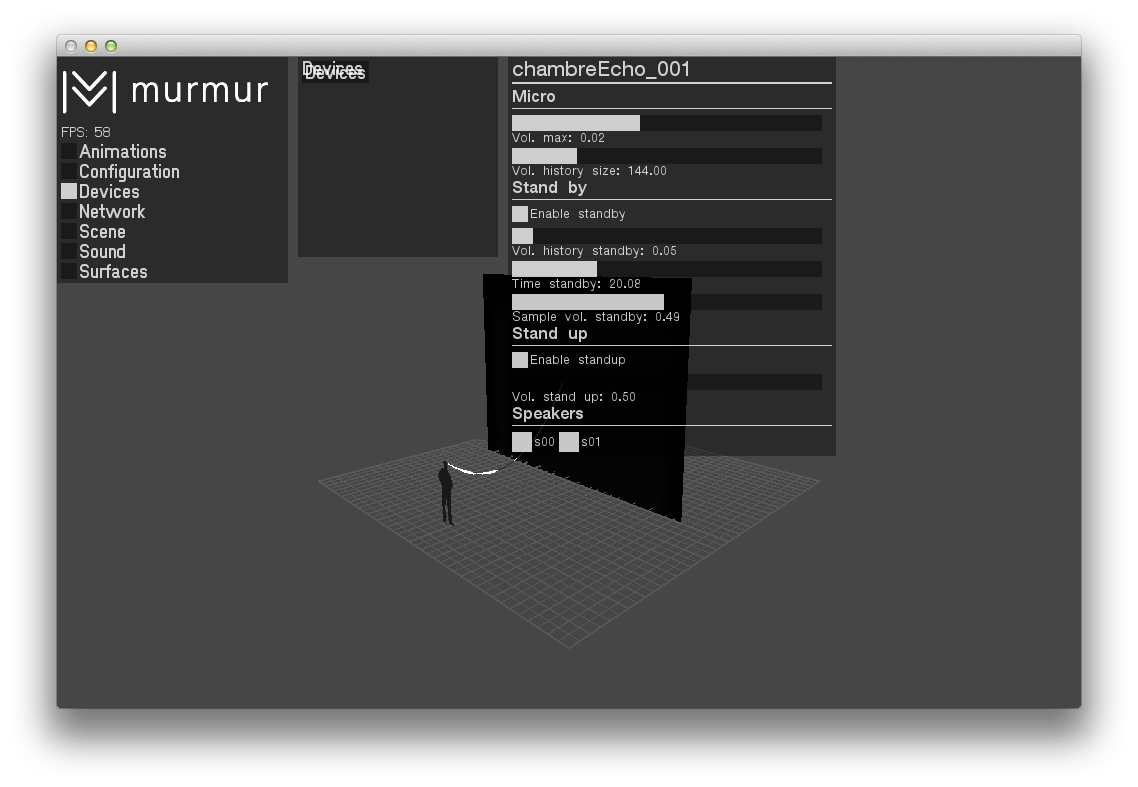 murmur
FPS: 58
Animations
Configuration
Devices
Network
Scene
Sound
Surfaces
Devices
Devices
chambreEcho_001
Micro
Vol. max: 0.02
Vol. history size: 144.00
Stand by
Enable standby
Vol. history standby: 0.05
Time standby: 20.08
Sample vol. standby: 0.49
Stand up
Enable standup
Vol. stand up: 0.50
Speakers
s00 s01